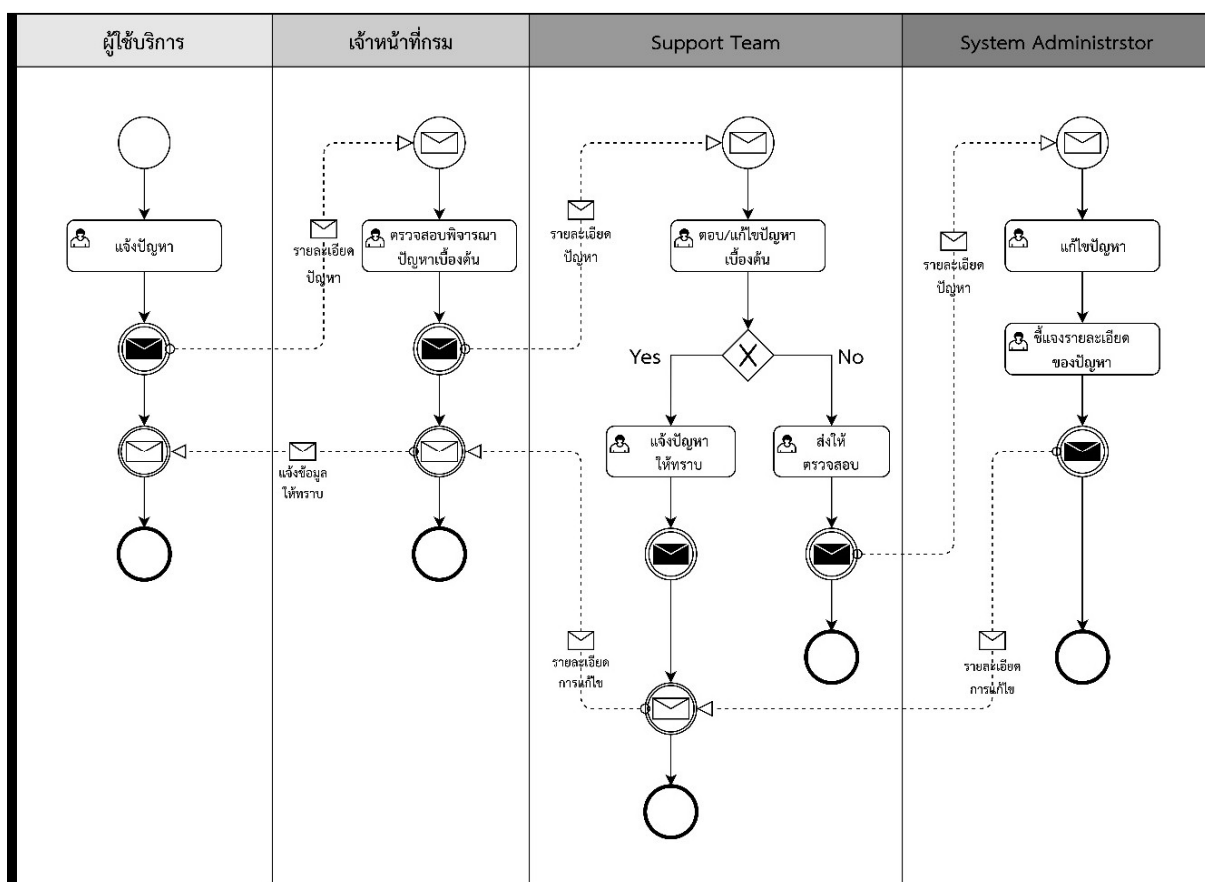 ผู้ใช้บริการ
เจ้าหน้าที่กรม
Support Team
System Administrstor
แจ้งปัญหา
รายละเอียด
ปัญหา
ตรวจสอบพิจารณา
ปัญหาเบื้องต้น
รายละเอียด
ปัญหา
ตอบ/แก้ไขปัญหา
เบื้องต้น
รายละเอียด
ปัญหา
แก้ไขปัญหา
ชี้แจงรายละเอียด
ของปัญหา
Yes
No
แจ้งปัญหา
ให้ทราบ
ส่งให้
ตรวจสอบ
แจ้งข้อมูล
ให้ทราบ
รายละเอียด
การแก้ไข
รายละเอียด
การแก้ไข